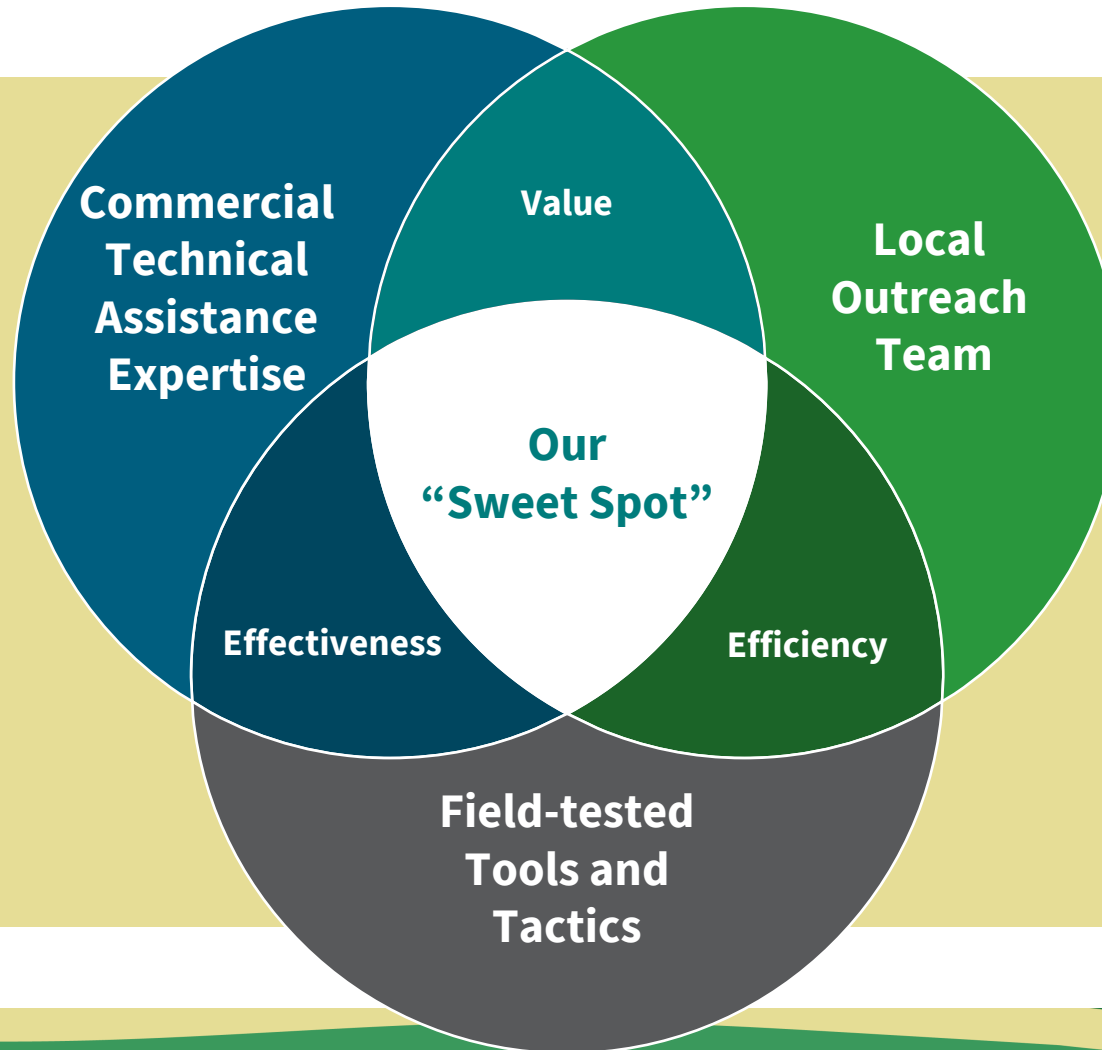 Commercial
Technical
Assistance
Expertise
Value
Local
Outreach
Team
Our
“Sweet Spot”
Effectiveness
Efficiency
Field-tested
Tools and
Tactics